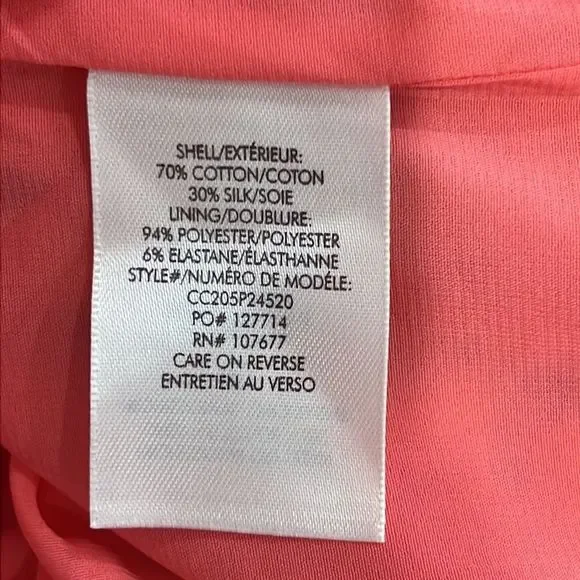 SHELL/EXTÉRIEUR:
70% COTTON/COTON
30% SILK/SOIE
LINING/DOUBLURE:
94% POLYESTER/POLYESTER
6% ELASTANE/ÉLASTHANNE
STYLE#/NUMÉRO DE MODÉLE:
CC205P24520
PO# 127714
RN# 107677
CARE ON REVERSE
ENTRETIEN AU VERSO